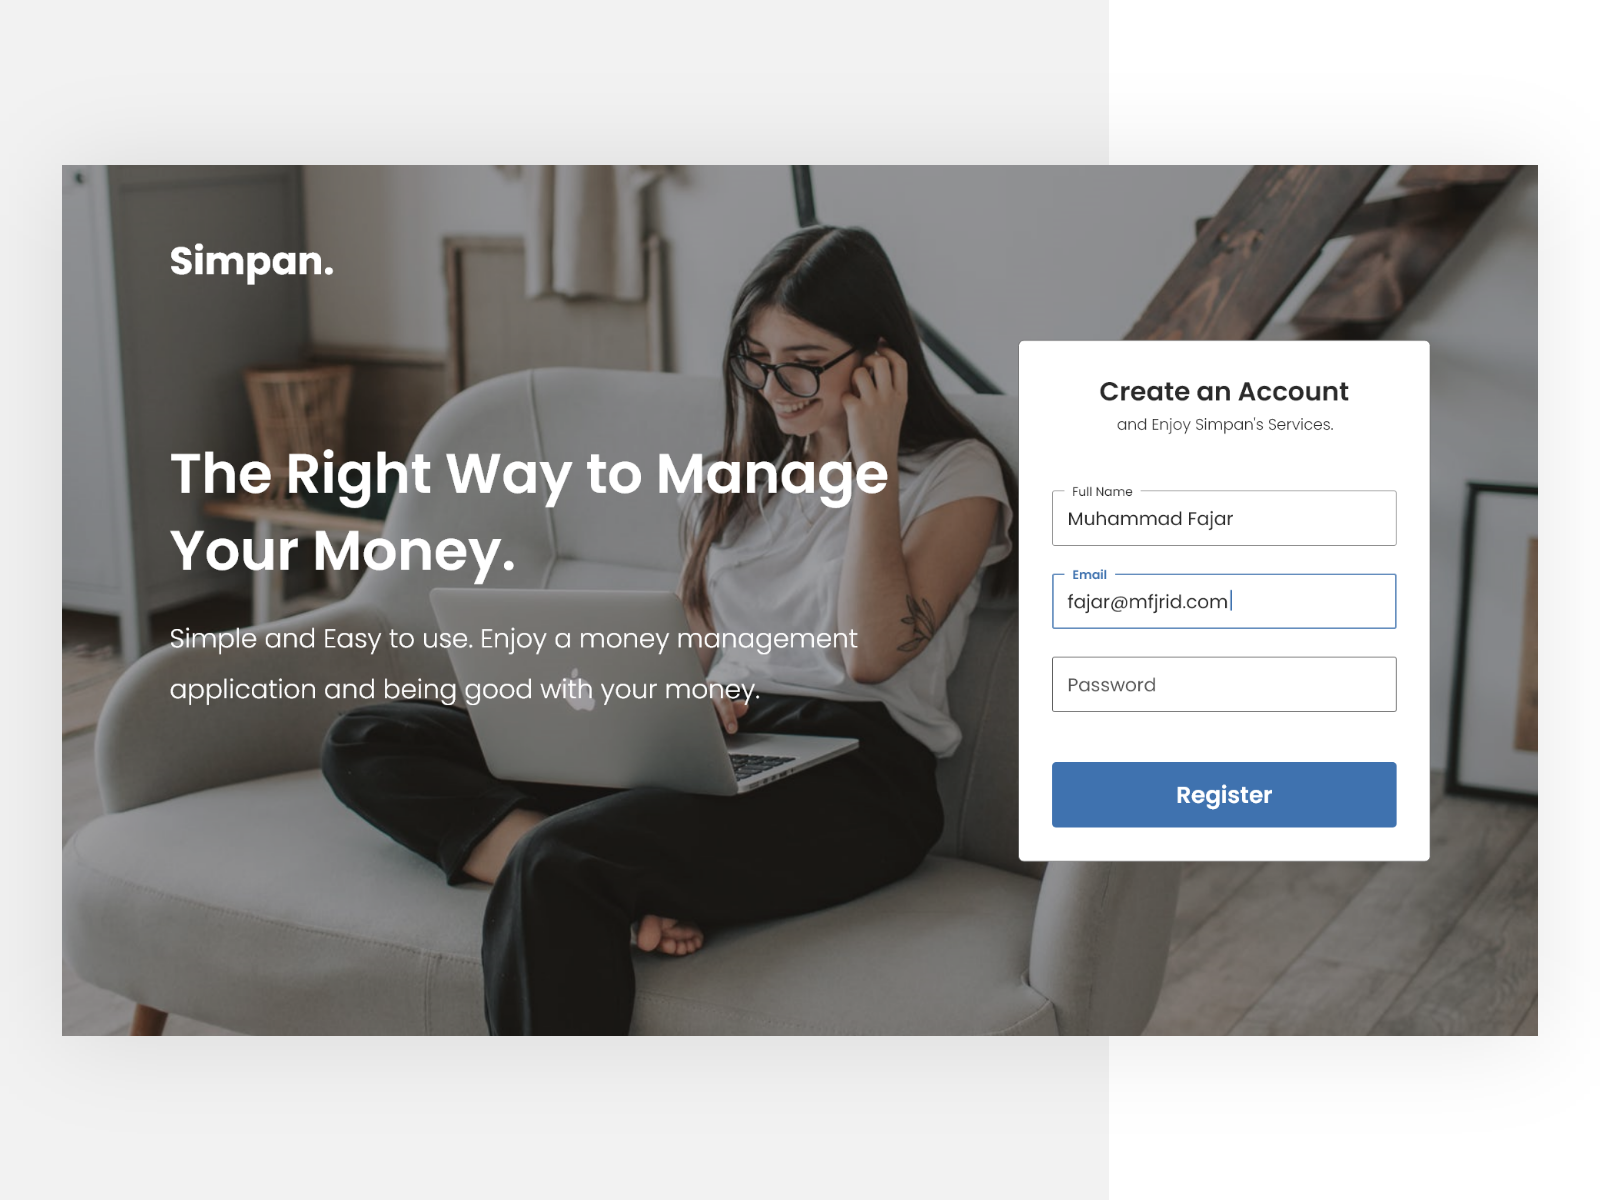 Simpan.
The Right Way to Manage
Your Money.
Simple and Easy to use. Enjoy a money management
application and being good with your money.
Create an Account
and Enjoy Simpan's Services.
Full Name
Muhammad Fajar
Email
fajar@mfjrid.com
Password
Register